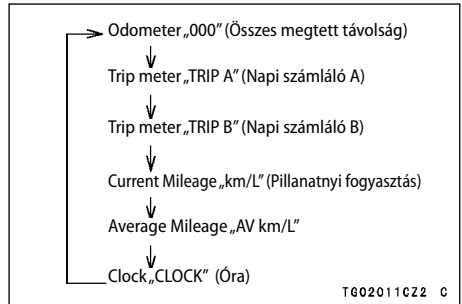 Odometer „000” (Összes megtett távolság)
Trip meter „TRIP A” (Napi számláló A)
Trip meter „TRIP B” (Napi számláló B)
Current Mileage „km/L” (Pillanatnyi fogyasztás)
Average Mileage „AV km/L”
Clock „CLOCK” (Óra)
TG02011CZ2 C